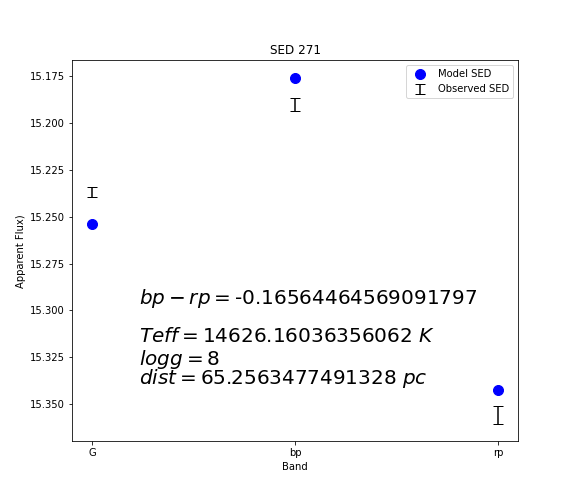 SED 271
Model SED
Observed SED
15.175
15.200
15.225
15.250
15.275
15.300
15.325
15.350
Apparent Flux)
bp − rp = -0.16564464569091797
Teff = 14626.16036356062 K
logg = 8
dist = 65.2563477491328 pc
G bp rp
Band